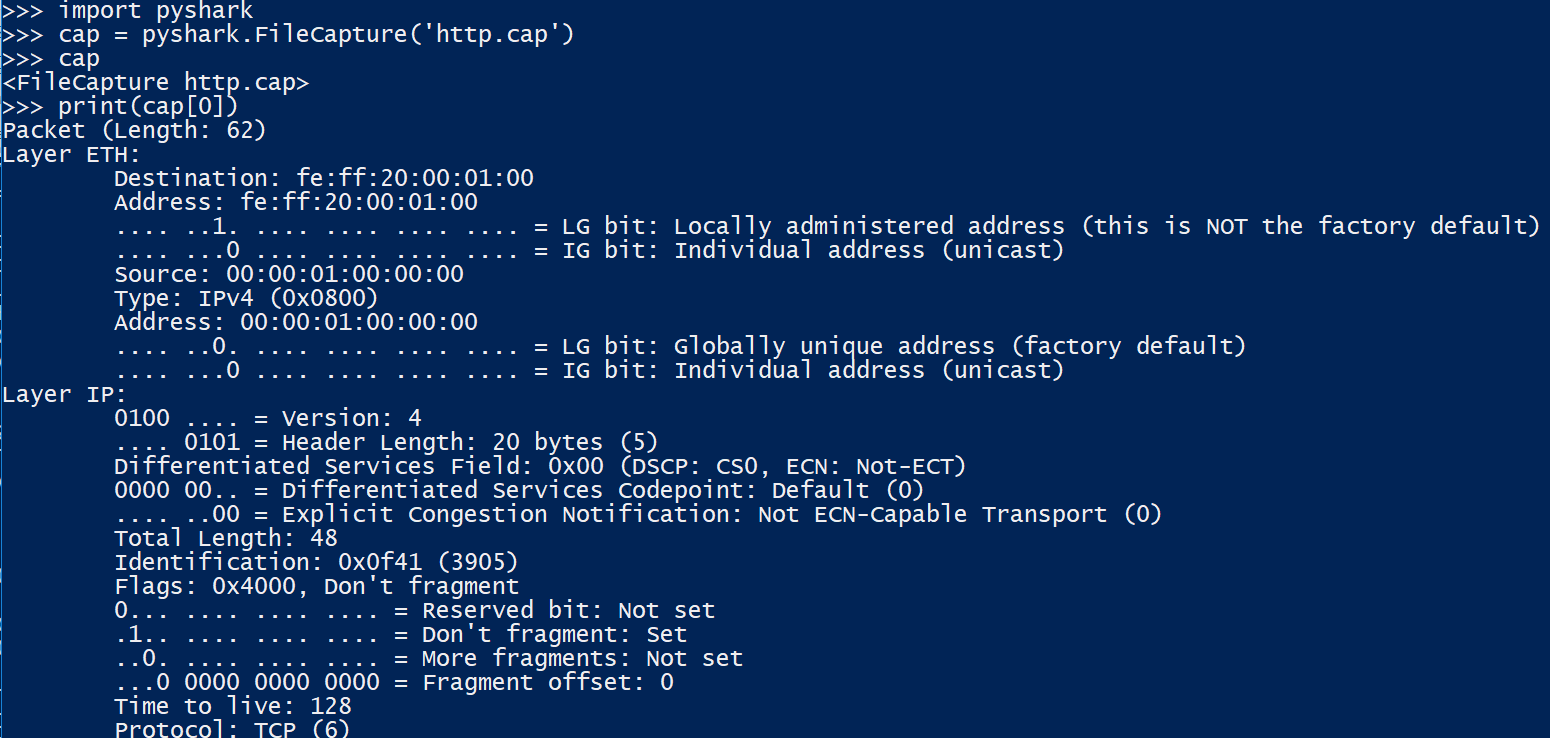 >>> import pyshark
>>> cap = pyshark.FileCapture('http.cap')
>>> cap
<FileCapture http.cap>
>>> print(cap[0])
Packet (Length: 62)
Layer ETH:
        Destination: fe:ff:20:00:01:00
        Address: fe:ff:20:00:01:00
        .... ..1. .... .... .... .... = LG bit: Locally administered address (this is NOT the factory default)
        .... ...0 .... .... .... .... = IG bit: Individual address (unicast)
        Source: 00:00:01:00:00:00
        Type: IPv4 (0x0800)
        Address: 00:00:01:00:00:00
        .... ..0. .... .... .... .... = LG bit: Globally unique address (factory default)
        .... ...0 .... .... .... .... = IG bit: Individual address (unicast)
Layer IP:
        0100 .... = Version: 4
        .... 0101 = Header Length: 20 bytes (5)
        Differentiated Services Field: 0x00 (DSCP: CS0, ECN: Not-ECT)
        0000 00.. = Differentiated Services Codepoint: Default (0)
        .... ..00 = Explicit Congestion Notification: Not ECN-Capable Transport (0)
        Total Length: 48
        Identification: 0x0f41 (3905)
        Flags: 0x4000, Don't fragment
        0... .... .... .... = Reserved bit: Not set
        .1.. .... .... .... = Don't fragment: Set
        ..0. .... .... .... = More fragments: Not set
        ...0 0000 0000 0000 = Fragment offset: 0
        Time to live: 128
        Protocol: TCP (6)